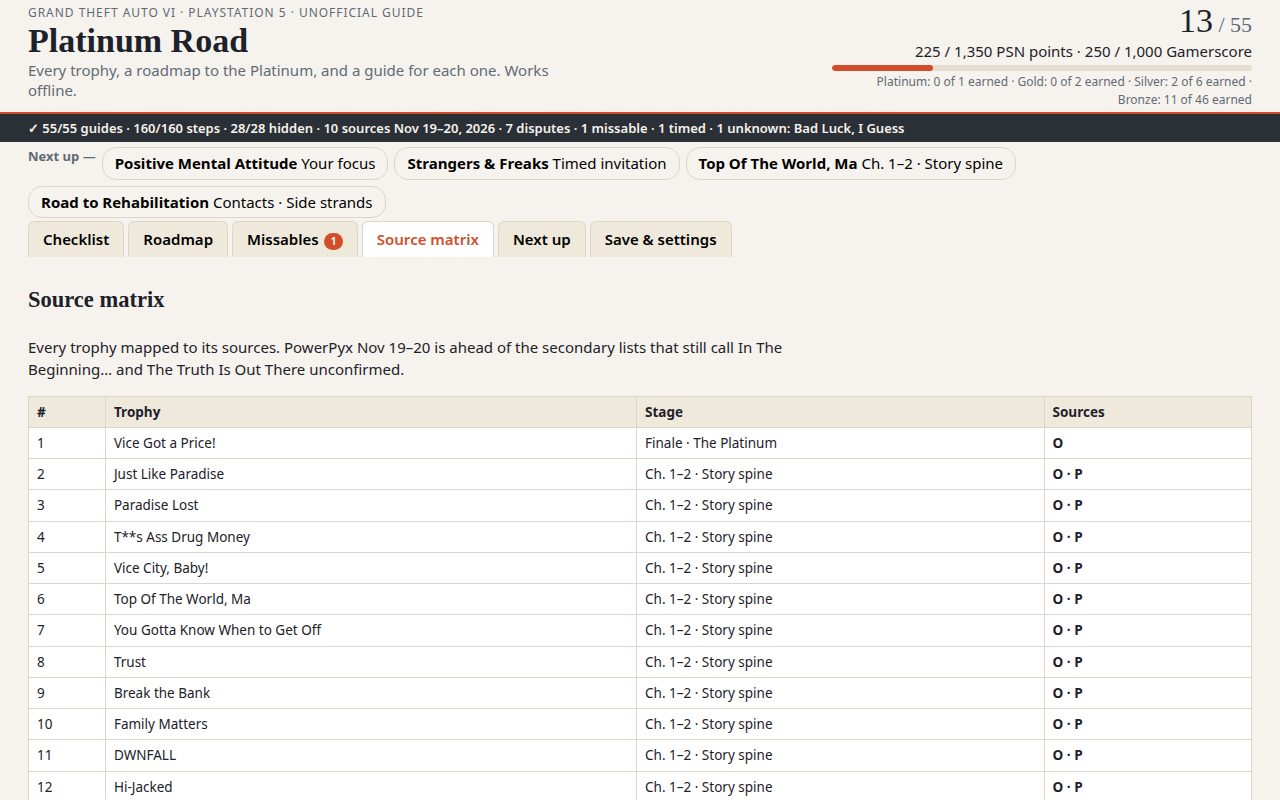 GRAND THEFT AUTO VI · PLAYSTATION 5 · UNOFFICIAL GUIDE
Platinum Road
Every trophy, a roadmap to the Platinum, and a guide for each one. Works
offline.
13 / 55
225 / 1,350 PSN points · 250 / 1,000 Gamerscore
Platinum: 0 of 1 earned · Gold: 0 of 2 earned · Silver: 2 of 6 earned ·
Bronze: 11 of 46 earned
✓ 55/55 guides · 160/160 steps · 28/28 hidden · 10 sources Nov 19–20, 2026 · 7 disputes · 1 missable · 1 timed · 1 unknown: Bad Luck, I Guess
Next up — Positive Mental Attitude Your focus Strangers & Freaks Timed invitation Top Of The World, Ma Ch. 1–2 · Story spine
Road to Rehabilitation Contacts · Side strands
Checklist Roadmap Missables 1 Source matrix Next up Save & settings
Source matrix
Every trophy mapped to its sources. PowerPyx Nov 19–20 is ahead of the secondary lists that still call In The
Beginning... and The Truth Is Out There unconfirmed.
# Trophy Stage Sources
1 Vice Got a Price! Finale · The Platinum O
2 Just Like Paradise Ch. 1–2 · Story spine O · P
3 Paradise Lost Ch. 1–2 · Story spine O · P
4 T**s Ass Drug Money Ch. 1–2 · Story spine O · P
5 Vice City, Baby! Ch. 1–2 · Story spine O · P
6 Top Of The World, Ma Ch. 1–2 · Story spine O · P
7 You Gotta Know When to Get Off Ch. 1–2 · Story spine O · P
8 Trust Ch. 1–2 · Story spine O · P
9 Break the Bank Ch. 1–2 · Story spine O · P
10 Family Matters Ch. 1–2 · Story spine O · P
11 DWNFALL Ch. 1–2 · Story spine O · P
12 Hi-Jacked Ch. 1–2 · Story spine O · P